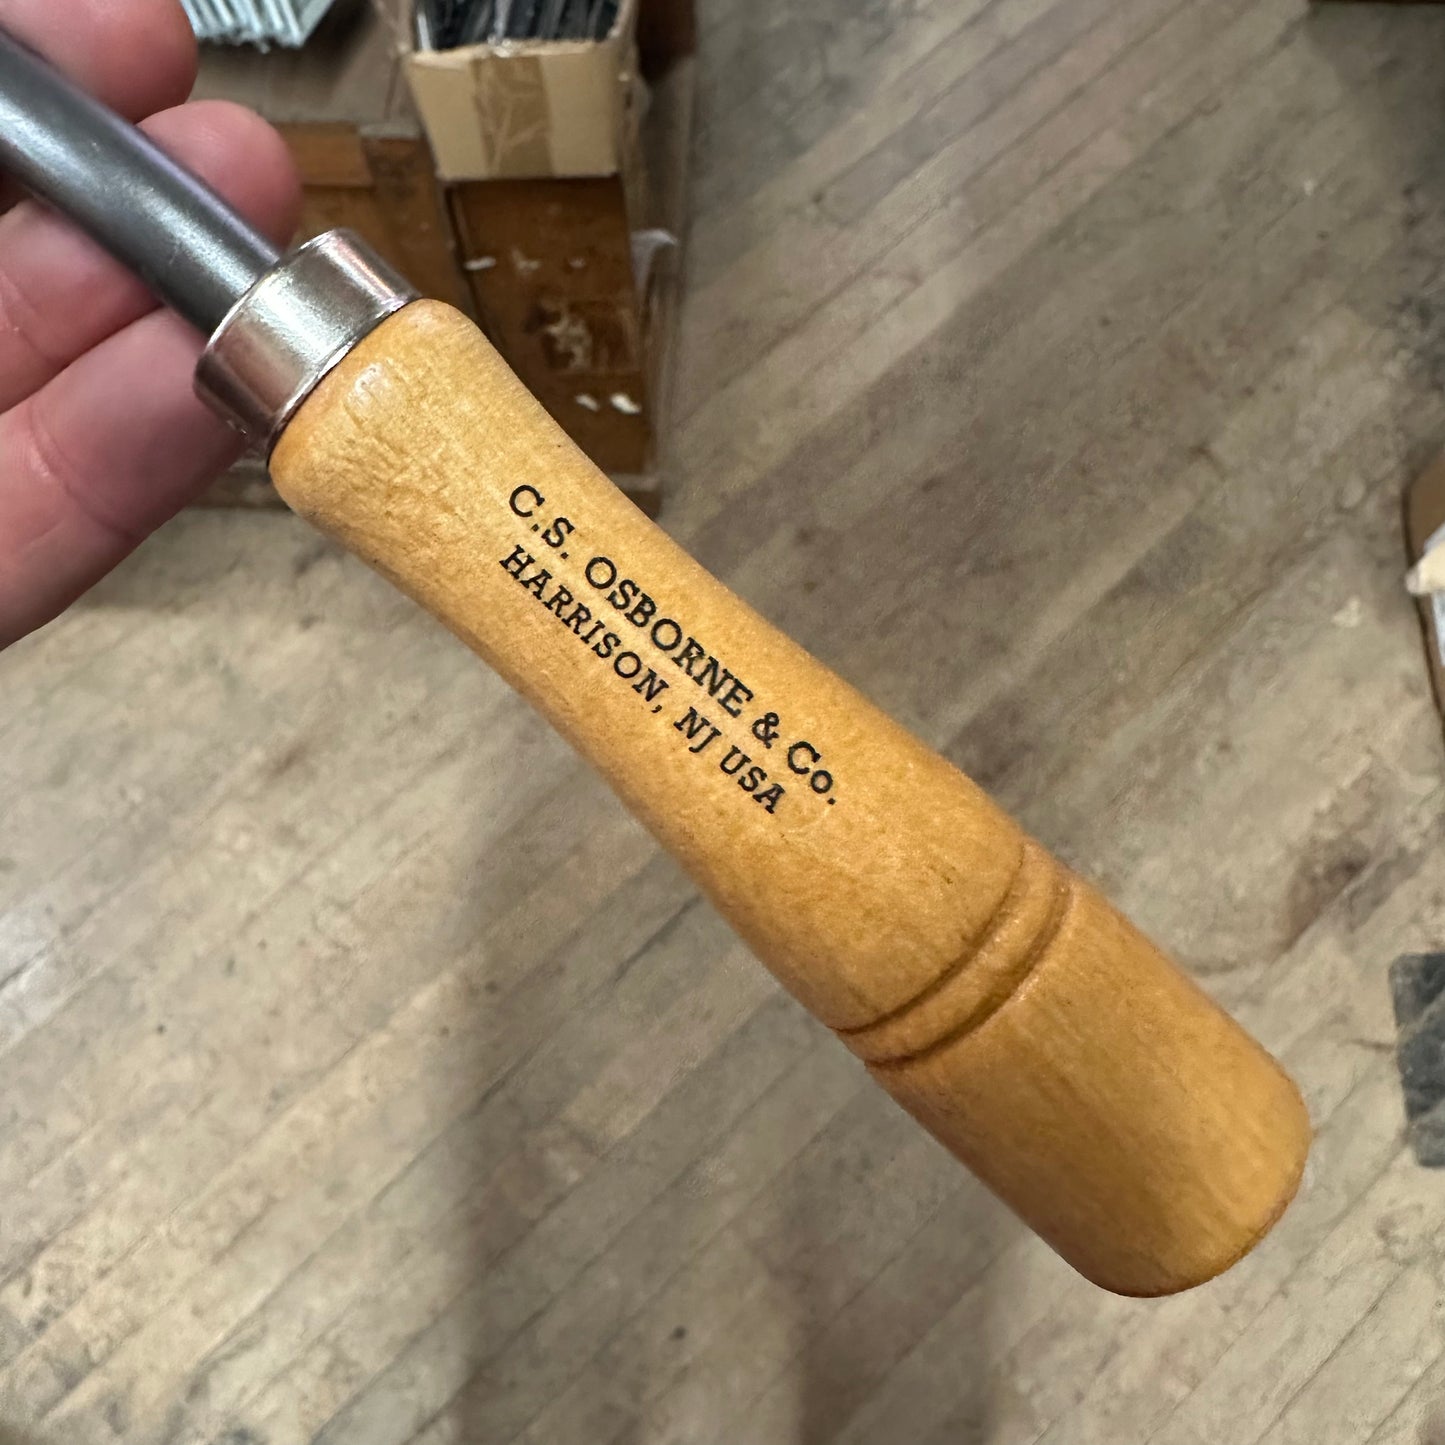 C.S. OSBORNE & Co.
HARRISON, NJ USA